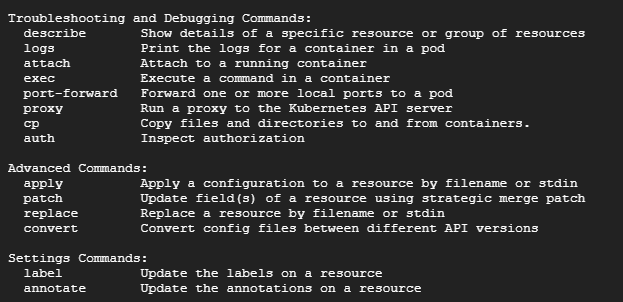 Troubleshooting and Debugging Commands:
  describe       Show details of a specific resource or group of resources
  logs           Print the logs for a container in a pod
  attach         Attach to a running container
  exec           Execute a command in a container
  port-forward   Forward one or more local ports to a pod
  proxy          Run a proxy to the Kubernetes API server
  cp             Copy files and directories to and from containers.
  auth           Inspect authorization

Advanced Commands:
  apply          Apply a configuration to a resource by filename or stdin
  patch          Update field(s) of a resource using strategic merge patch
  replace        Replace a resource by filename or stdin
  convert        Convert config files between different API versions

Settings Commands:
  label          Update the labels on a resource
  annotate       Update the annotations on a resource